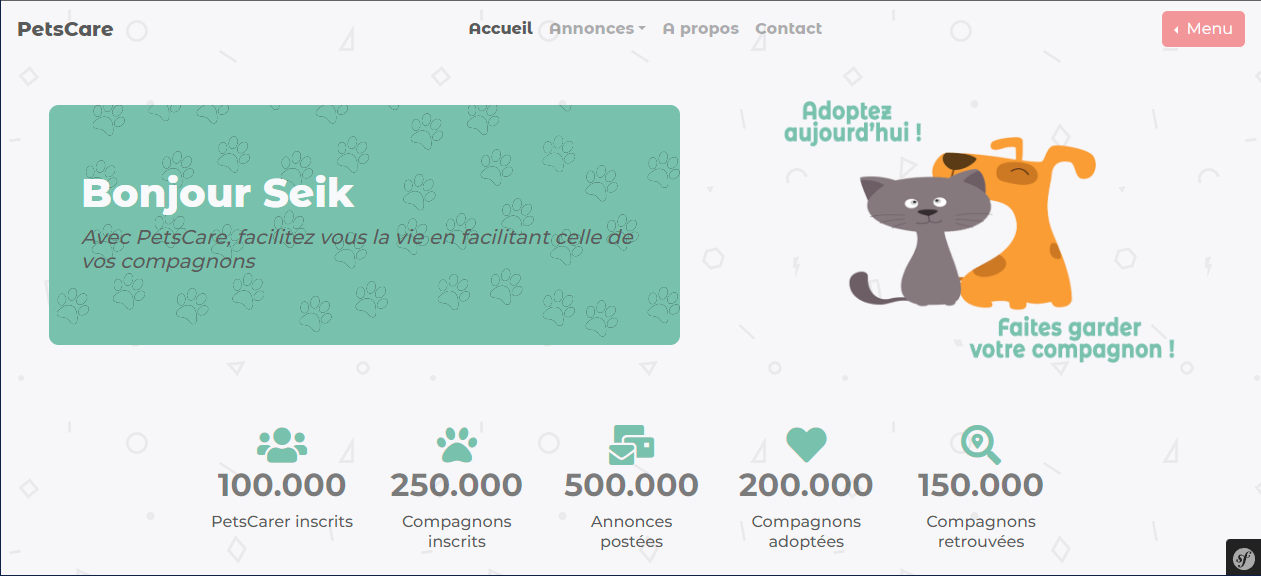 PetsCare
Accueil Annonces A propos Contact
Menu
Adoptez
aujourd'hui !
Bonjour Seik
Avec PetsCare, facilitez vous la vie en facilitant celle de
vos compagnons
Faites garder
votre compagnon !
100.000
PetsCarer inscrits
250.000
Compagnons
inscrits
500.000
Annonces
postées
200.000
Compagnons
adoptées
150.000
Compagnons
retrouvées
sf